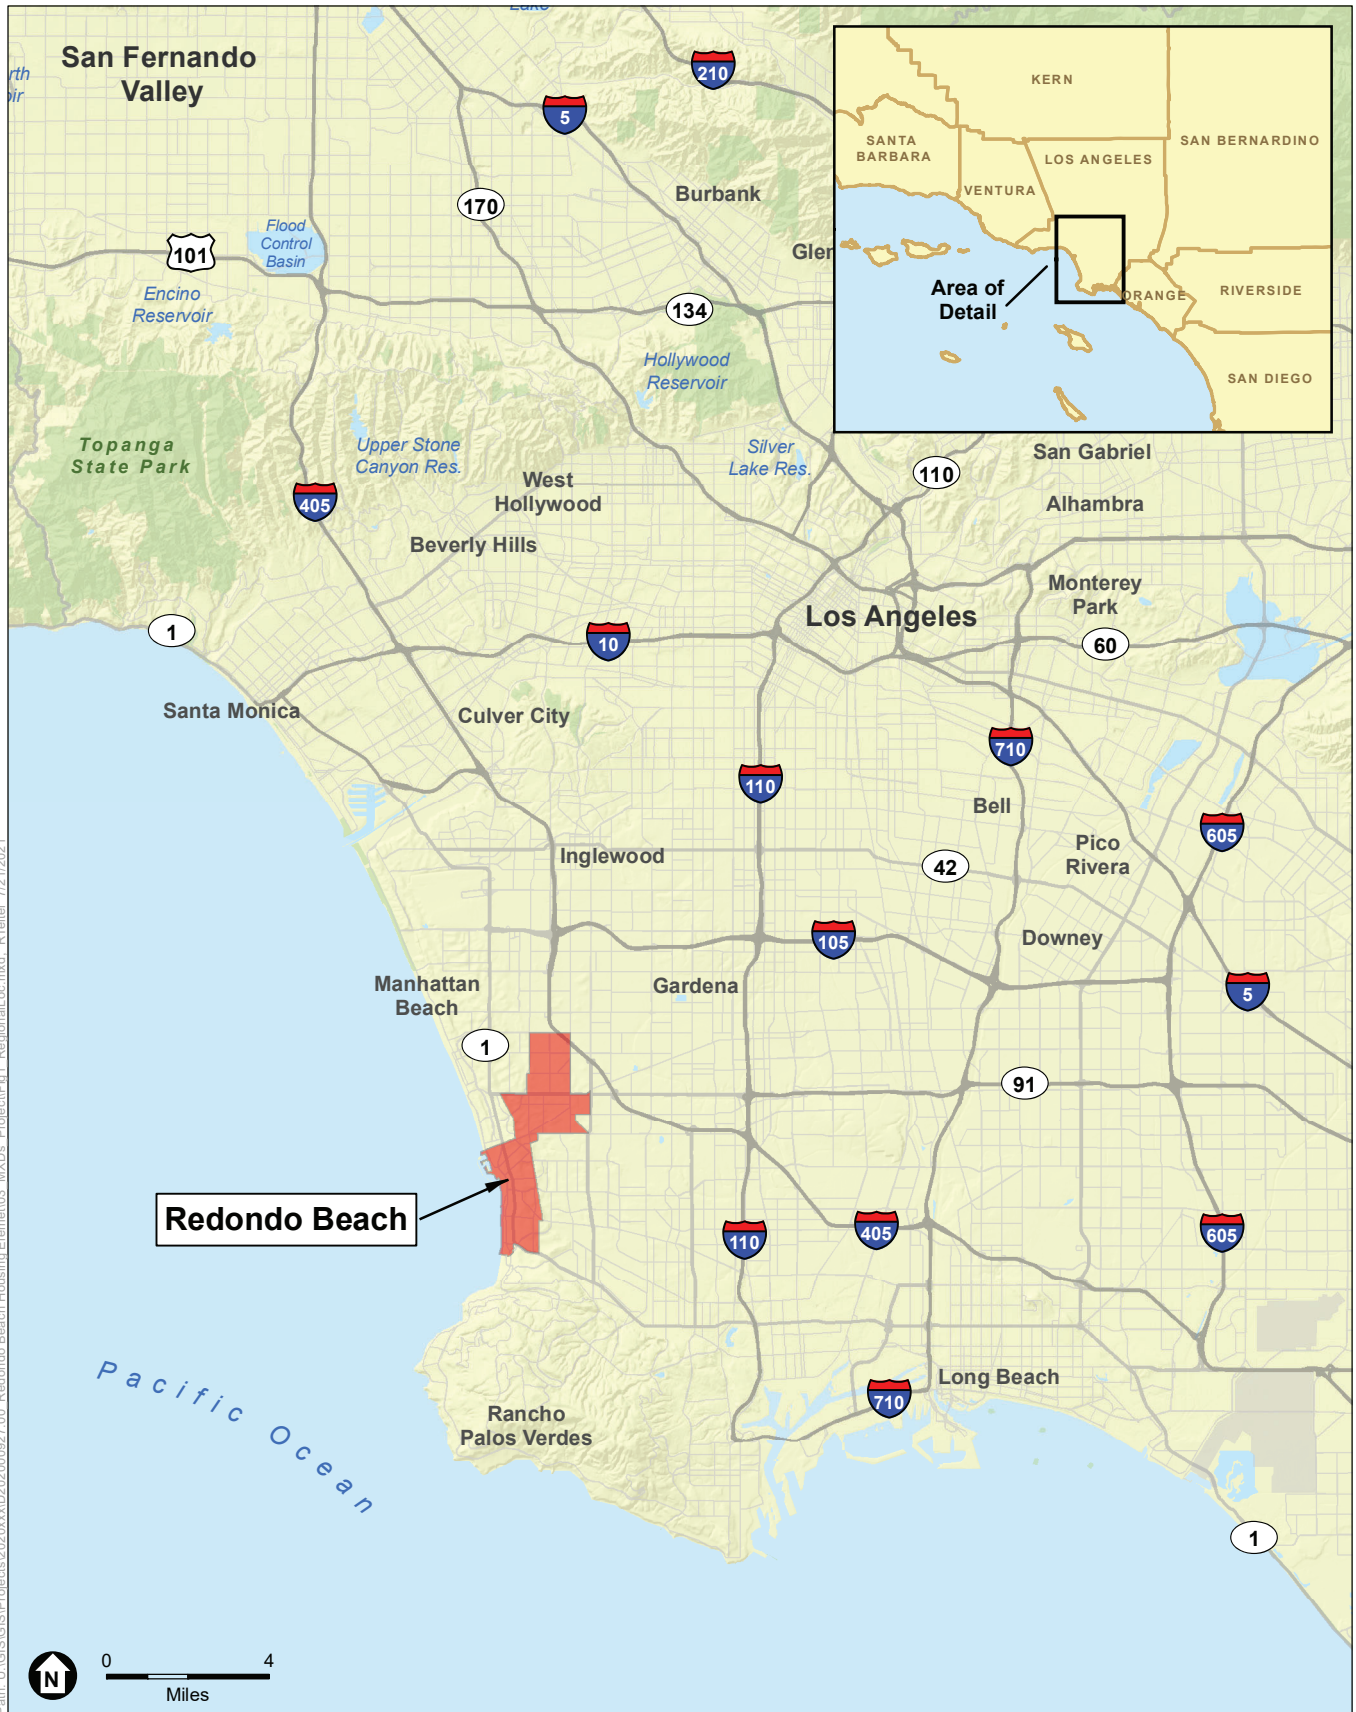 Lake
San Fernando
Valley
rth
oir
210
5
KERN
SANTA
BARBARA
SAN BERNARDINO
LOS ANGELES
VENTURA
Burbank
170
Flood
Control
Basin
101
Glen
Encino
Reservoir
134
Area of
Detail
ORANGE
RIVERSIDE
SAN DIEGO
Hollywood
Reservoir
Topanga
State Park
Upper Stone
Canyon Res.
Silver
Lake Res.
San Gabriel
110
405
West
Hollywood
Alhambra
Beverly Hills
Monterey
Park
Los Angeles
1
10
60
Santa Monica
Culver City
710
110
Bell
605
Pico
Rivera
Inglewood
42
105
Downey
Manhattan
Beach
Gardena
5
1
91
Redondo Beach
110
405
605
Pacific Ocean
Long Beach
710
Rancho
Palos Verdes
1
N
0 4
Miles